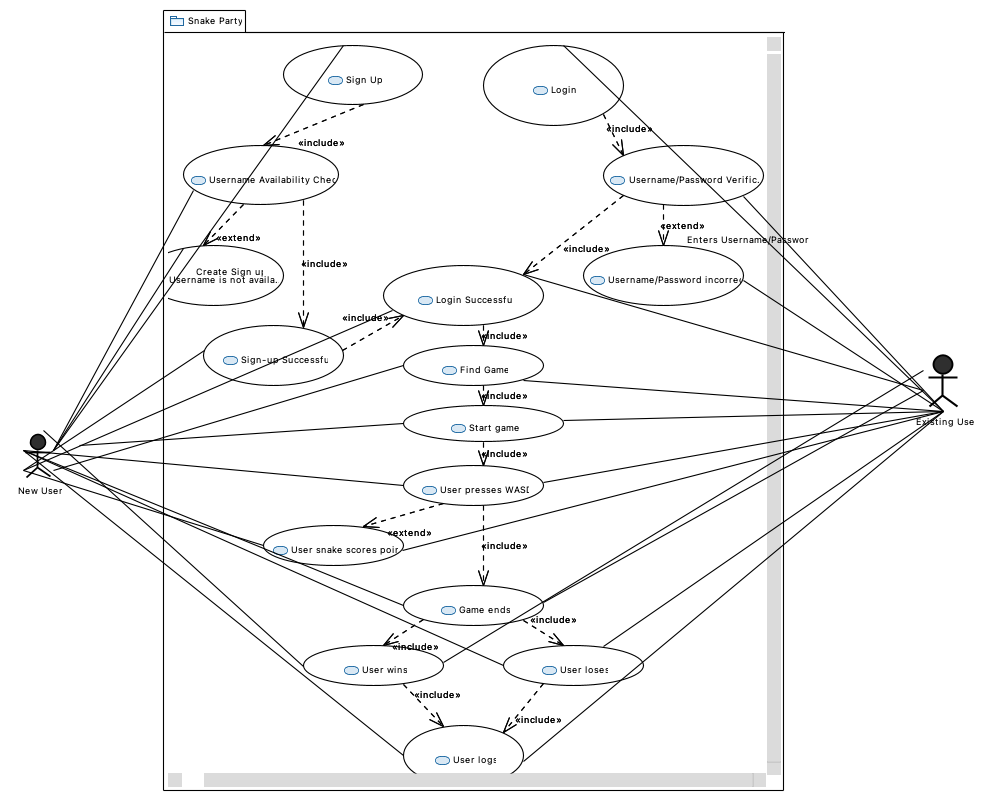 Snake Party
Sign Up
Login
«include»
«include»
Username Availability Chec
Username/Password Verific.
«extend»
«extend»
Enters Username/Passwor
«include»
«include»
Create Sign up
Username is not availa.
Username/Password incorrec
Login Successfu
«include»
«include»
Sign-up Successfu
Find Game
«include»
Start game
«include»
User presses WASD
New User
Existing Use
«extend»
«include»
User snake scores poin
Game ends
«include»
«include»
User wins
User loses
«include»
«include»
User logs